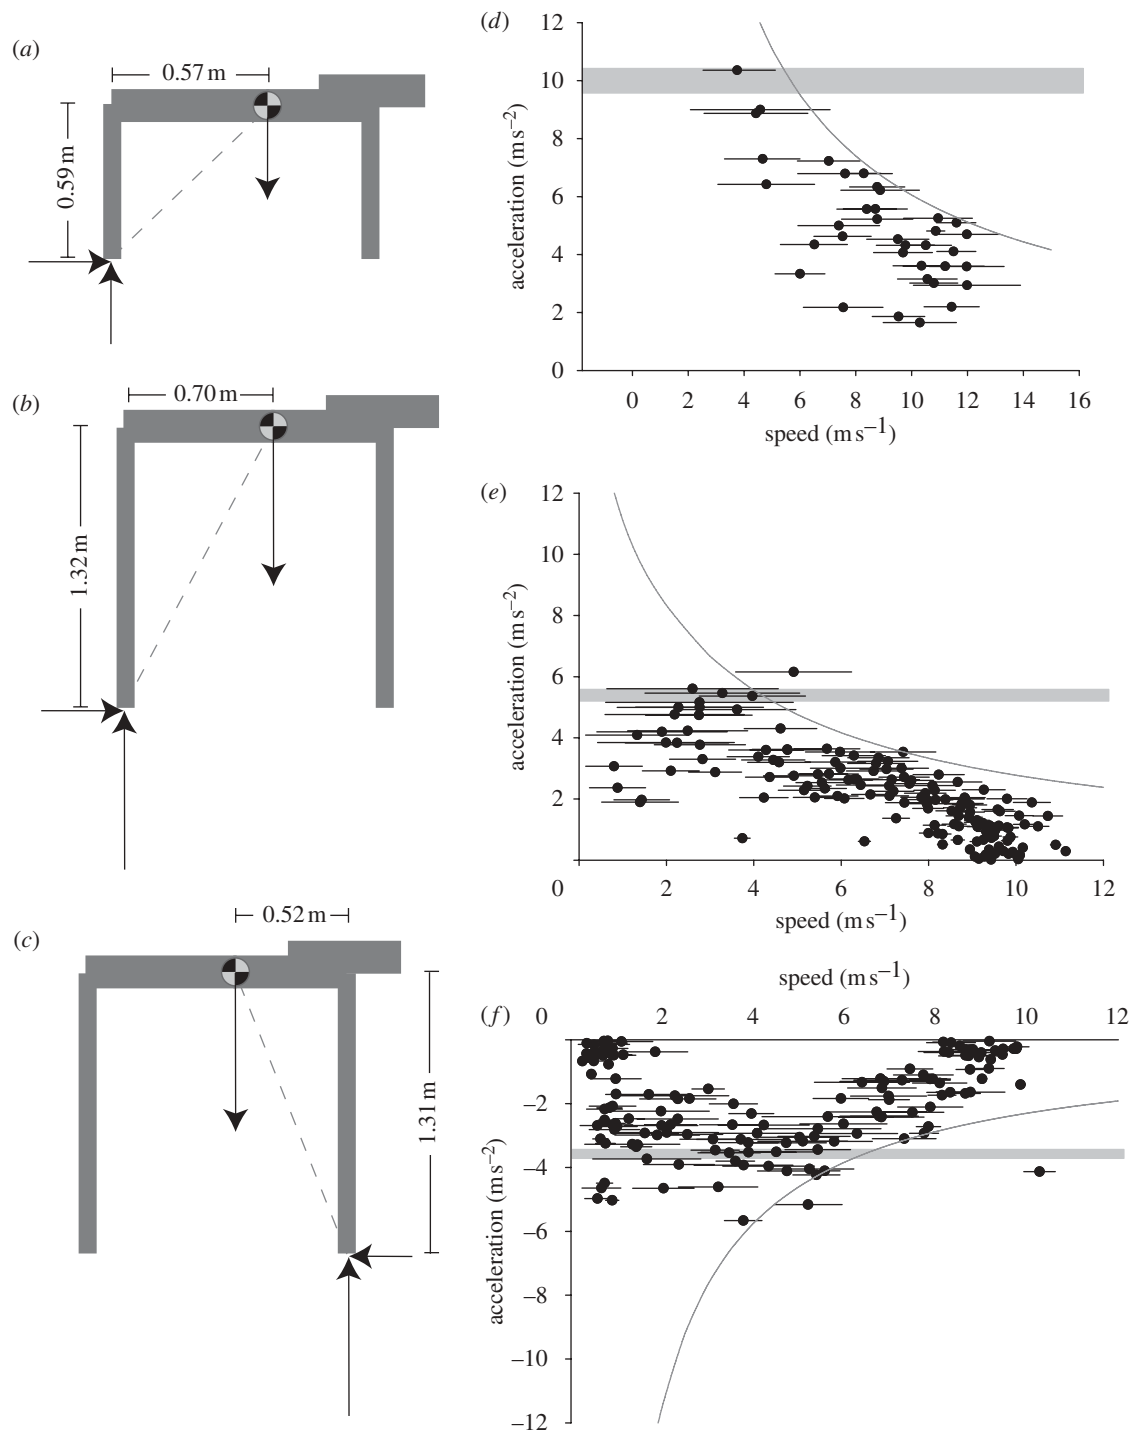 (a)
0.57 m
0.59 m
(b)
0.70 m
1.32 m
(c)
0.52 m
1.31 m
(d)
12
10
8
6
4
2
0
acceleration (m s−2)
0 2 4 6 8 10 12 14 16
speed (m s−1)
(e)
12
10
8
6
4
2
acceleration (m s−2)
0 2 4 6 8 10 12
speed (m s−1)
speed (m s−1)
(f)
0 2 4 6 8 10 12
−2
−4
−6
−8
−10
−12
acceleration (m s−2)